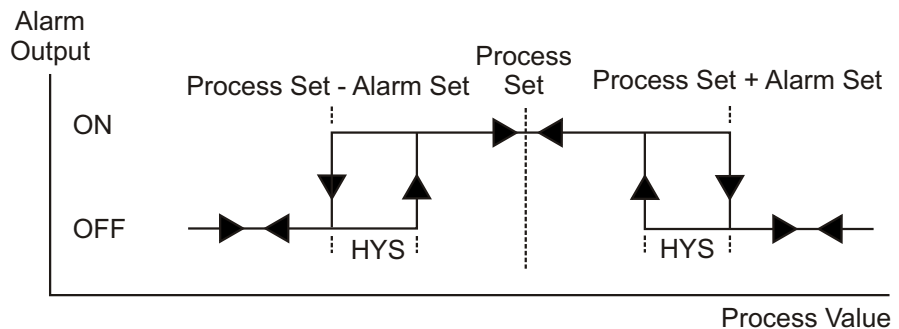 Alarm
Output
Process
Set
Process Set - Alarm Set
Process Set + Alarm Set
ON
OFF
HYS
HYS
Process Value